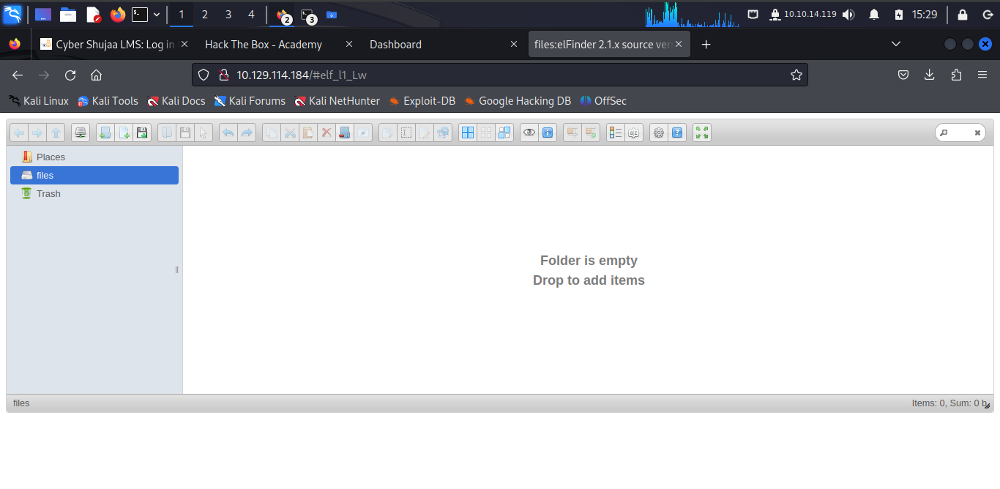 1 2 3 4 2 3 10.10.14.119 15:29
Cyber Shujaa LMS: Log in Hack The Box - Academy Dashboard files:elFinder 2.1.x source ver
10.129.114.184/#elf_l1_Lw
Kali Linux Kali Tools Kali Docs Kali Forums Kali NetHunter Exploit-DB Google Hacking DB OffSec
Places
files
Trash
Folder is empty
Drop to add items
files Items: 0, Sum: 0 b